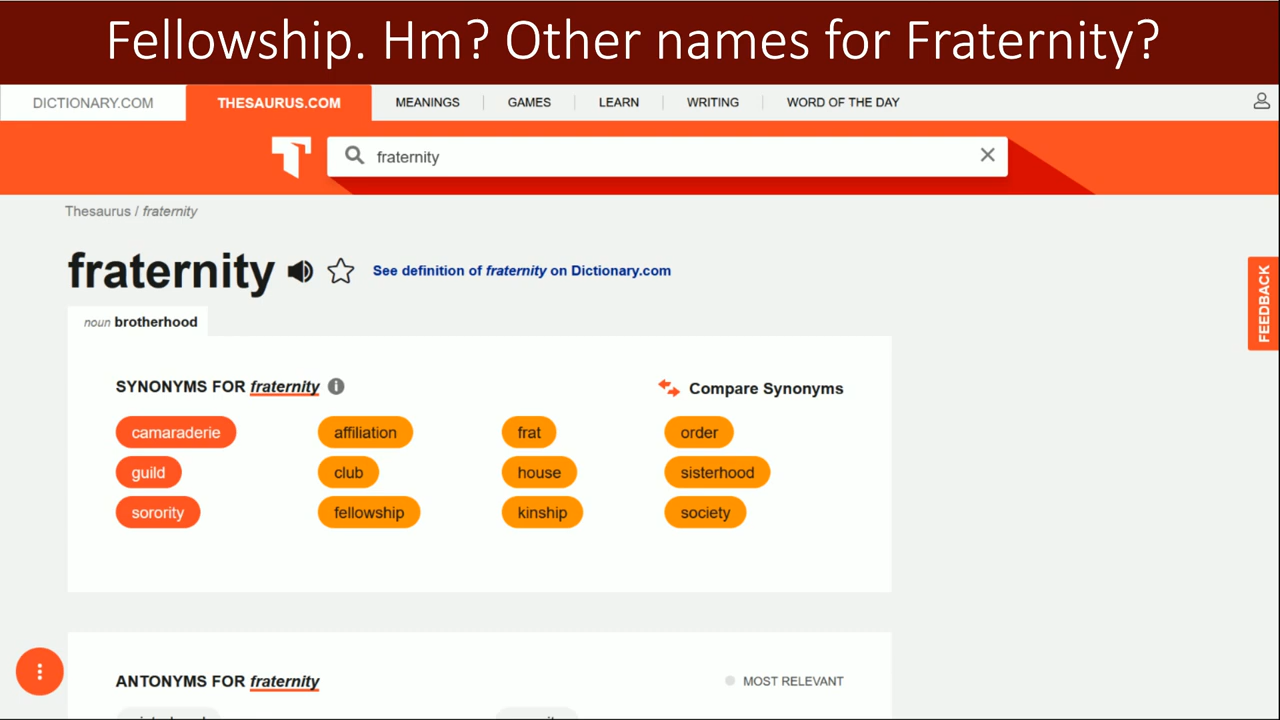 Fellowship. Hm? Other names for Fraternity?
DICTIONARY.COM THESAURUS.COM MEANINGS GAMES LEARN WRITING WORD OF THE DAY
fraternity
Thesaurus / fraternity
fraternity See definition of fraternity on Dictionary.com
FEEDBACK
noun brotherhood
SYNONYMS FOR fraternity Compare Synonyms
camaraderie affiliation frat order
guild club house sisterhood
sorority fellowship kinship society
ANTONYMS FOR fraternity MOST RELEVANT